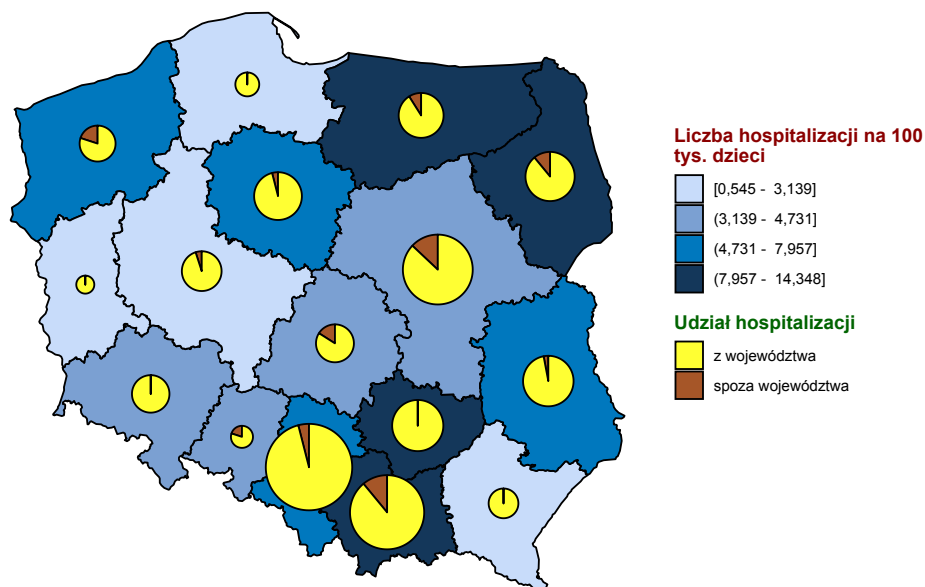 Liczba hospitalizacji na 100
tys. dzieci
[0,545 - 3,139]
(3,139 - 4,731]
(4,731 - 7,957]
(7,957 - 14,348]
Udział hospitalizacji
z województwa
spoza województwa